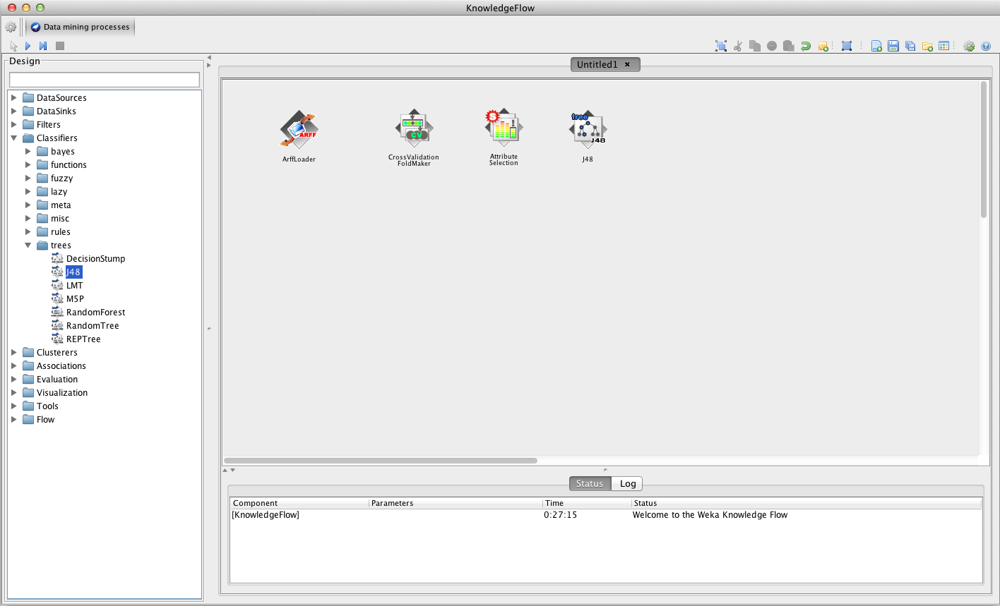 KnowledgeFlow
Data mining processes
Design
Untitled1 ×
DataSources
DataSinks
Filters
Classifiers
bayes
functions
fuzzy
lazy
meta
misc
rules
trees
DecisionStump
J48
LMT
M5P
RandomForest
RandomTree
REPTree
Clusterers
Associations
Evaluation
Visualization
Tools
Flow
ARFF
ArffLoader
CV
CrossValidation
FoldMaker
S
Attribute
Selection
tree
J48
J48
Status Log
Component Parameters Time Status
[KnowledgeFlow] 0:27:15 Welcome to the Weka Knowledge Flow